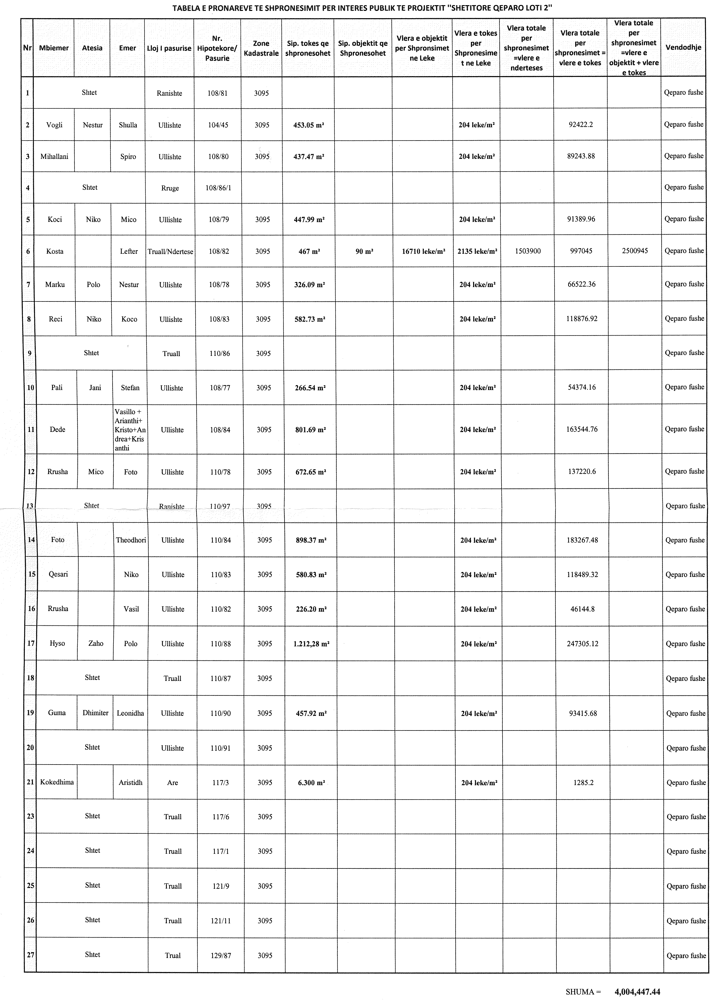 TABELA E PRONAREVE TE SHPRONESIMIT PER INTERES PUBLIK TE PROJEKTIT "SHETITORE QEPARO LOTI 2"
Nr Mbiemer Atesia Emer Lloj I pasurise Nr. Hipotekore/ Pasurie Zone Kadastrale Sip. tokes qe shpronesohet Sip. objektit qe Shpronesohet Vlera e objektit per Shpronsimet ne Leke Vlera e tokes per Shpronesime t ne Leke Vlera totale per shpronesimet =vlere e nderteses Vlera totale per shpronesimet = vlere e tokes Vlera totale per shpronesimet =vlere e objektit + vlere e tokes Vendodhje
1 Shtet Ranishte 108/81 3095 Qeparo fushe
2 Vogli Nestur Shulla Ullishte 104/45 3095 453.05 m² 204 leke/m² 92422.2 Qeparo fushe
3 Mihallani Spiro Ullishte 108/80 3095 437.47 m² 204 leke/m² 89243.88 Qeparo fushe
4 Shtet Rruge 108/86/1 Qeparo fushe
5 Koci Niko Mico Ullishte 108/79 3095 447.99 m² 204 leke/m² 91389.96 Qeparo fushe
6 Kosta Lefter Truall/Ndertese 108/82 3095 467 m² 90 m² 16710 leke/m² 2135 leke/m² 1503900 997045 2500945 Qeparo fushe
7 Marku Polo Nestur Ullishte 108/78 3095 326.09 m² 204 leke/m² 66522.36 Qeparo fushe
8 Reci Niko Koco Ullishte 108/83 3095 582.73 m² 204 leke/m² 118876.92 Qeparo fushe
9 Shtet Truall 110/86 3095 Qeparo fushe
10 Pali Jani Stefan Ullishte 108/77 3095 266.54 m² 204 leke/m² 54374.16 Qeparo fushe
11 Dede Vasillo + Arianthi+ Kristo+An drea+Kris anthi Ullishte 108/84 3095 801.69 m² 204 leke/m² 163544.76 Qeparo fushe
12 Rrusha Mico Foto Ullishte 110/78 3095 672.65 m² 204 leke/m² 137220.6 Qeparo fushe
13 Shtet Ranishte 110/97 3095 Qeparo fushe
14 Foto Theodhori Ullishte 110/84 3095 898.37 m² 204 leke/m² 183267.48 Qeparo fushe
15 Qesari Niko Ullishte 110/83 3095 580.83 m² 204 leke/m² 118489.32 Qeparo fushe
16 Rrusha Vasil Ullishte 110/82 3095 226.20 m² 204 leke/m² 46144.8 Qeparo fushe
17 Hyso Zaho Polo Ullishte 110/88 3095 1.212,28 m² 204 leke/m² 247305.12 Qeparo fushe
18 Shtet Truall 110/87 3095 Qeparo fushe
19 Guma Dhimiter Leonidha Ullishte 110/90 3095 457.92 m² 204 leke/m² 93415.68 Qeparo fushe
20 Shtet Ullishte 110/91 3095 Qeparo fushe
21 Kokedhima Aristidh Are 117/3 3095 6.300 m² 204 leke/m² 1285.2 Qeparo fushe
23 Shtet Truall 117/6 3095 Qeparo fushe
24 Shtet Truall 117/1 3095 Qeparo fushe
25 Shtet Truall 121/9 3095 Qeparo fushe
26 Shtet Truall 121/11 3095 Qeparo fushe
27 Shtet Trual 129/87 3095 Qeparo fushe
SHUMA = 4,004,447.44